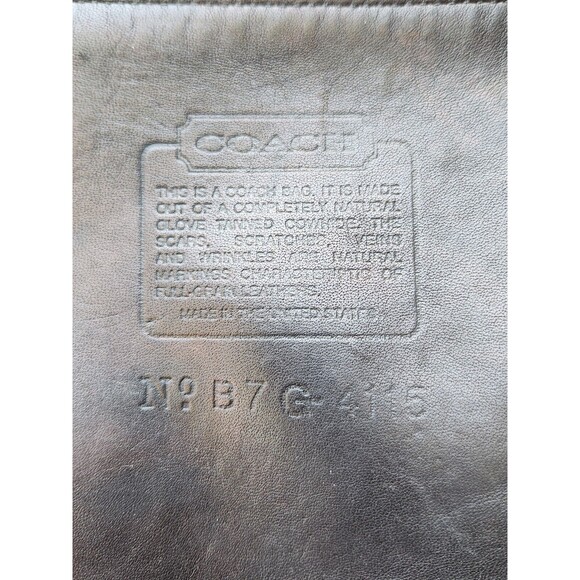 COACH
THIS IS A COACH BAG. IT IS MADE
OUT OF A COMPLETELY NATURAL
GLOVE TANNED COWHIDE. THE
SCARS, SCRATCHES, VEINS
AND WRINKLES ARE NATURAL
MARKINGS CHARACTERISTIC OF
FULL-GRAIN LEATHERS.
MADE IN THE UNITED STATES
No B7G-4115